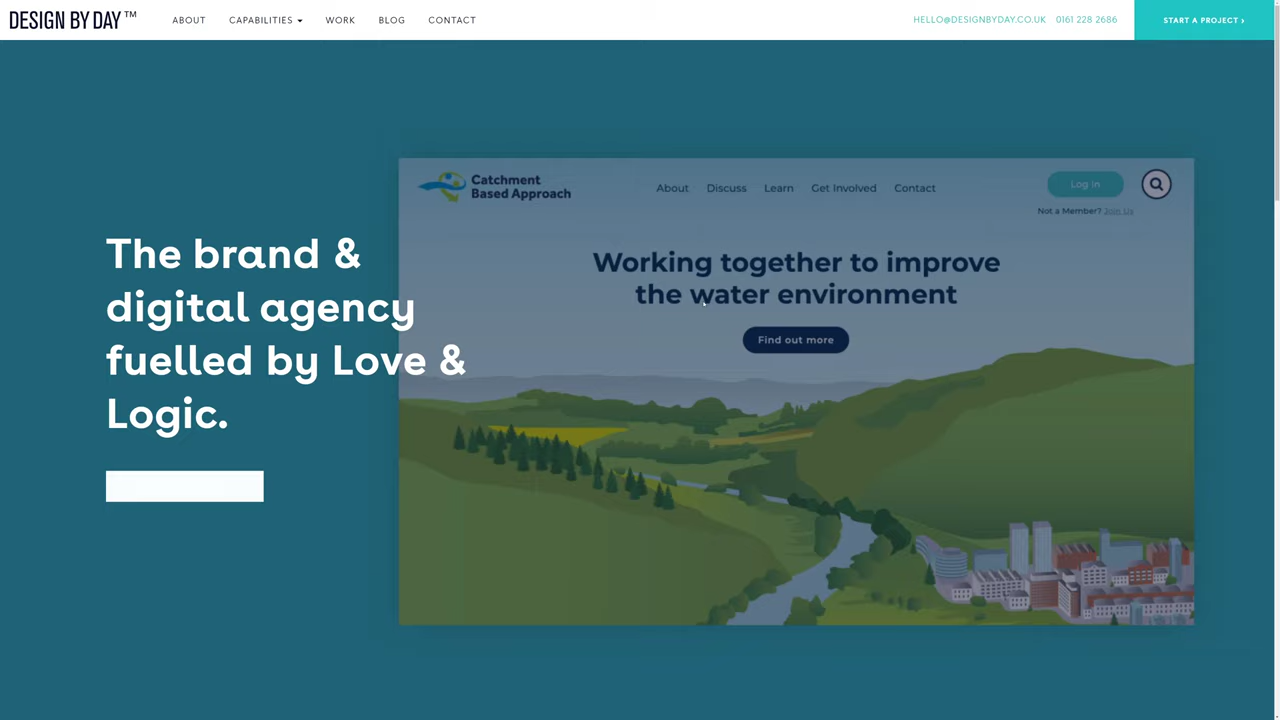 DESIGN BY DAY™
ABOUT CAPABILITIES WORK BLOG CONTACT
HELLO@DESIGNBYDAY.CO.UK 0161 228 2686
START A PROJECT ›
The brand &
digital agency
fuelled by Love &
Logic.
Catchment
Based Approach
About Discuss Learn Get Involved Contact
Log in
Not a Member? Join Us
Working together to improve
the water environment
Find out more